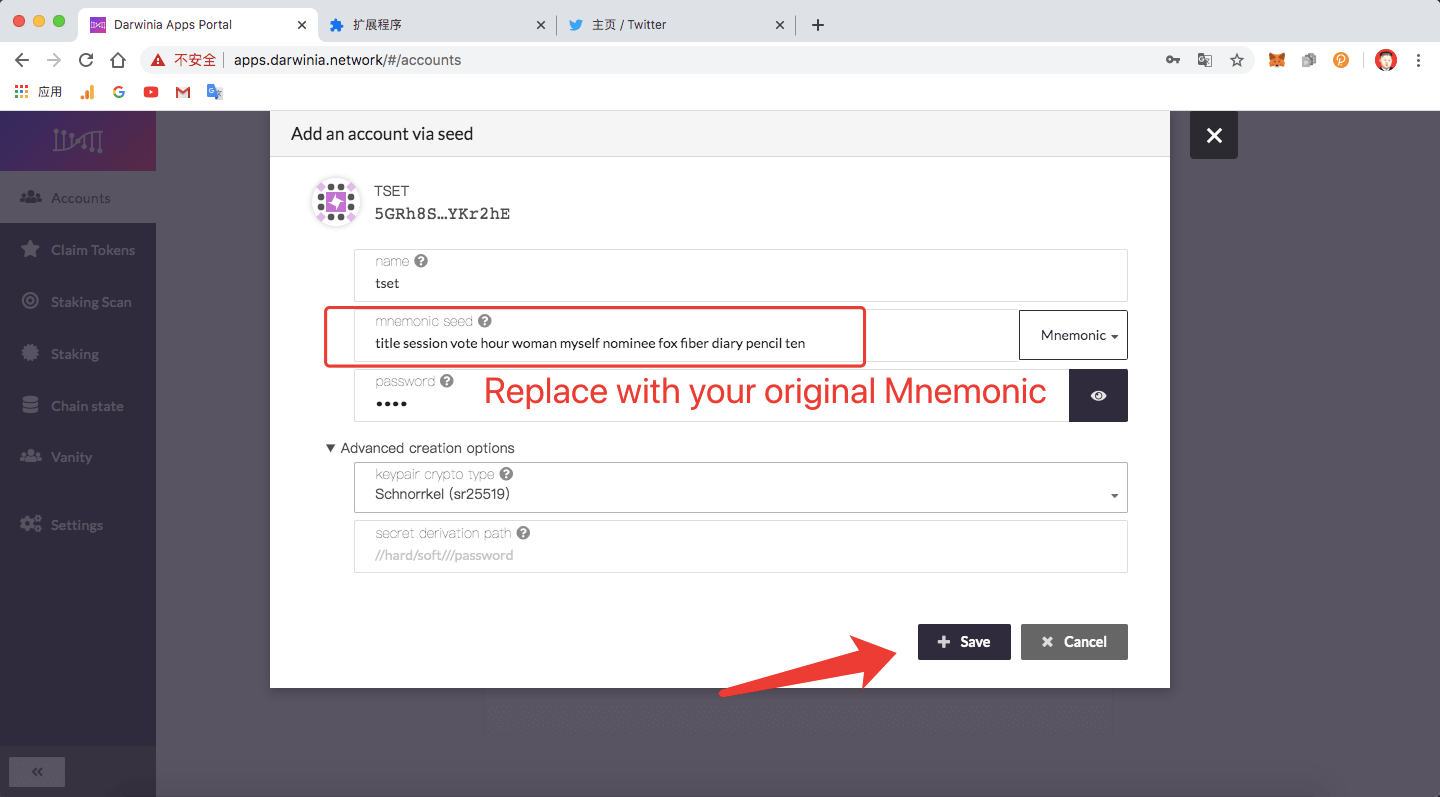 Darwinia Apps Portal
扩展程序
主页 / Twitter
不安全
apps.darwinia.network/#/accounts
应用
Add an account via seed
TSET
5GRh8S…YKr2hE
Accounts
Claim Tokens
Staking Scan
Staking
Chain state
Vanity
Settings
name
tset
mnemonic seed
title session vote hour woman myself nominee fox fiber diary pencil ten
Mnemonic
password
••••
Replace with your original Mnemonic
Advanced creation options
keypair crypto type
Schnorrkel (sr25519)
secret derivation path
//hard/soft///password
Save
Cancel